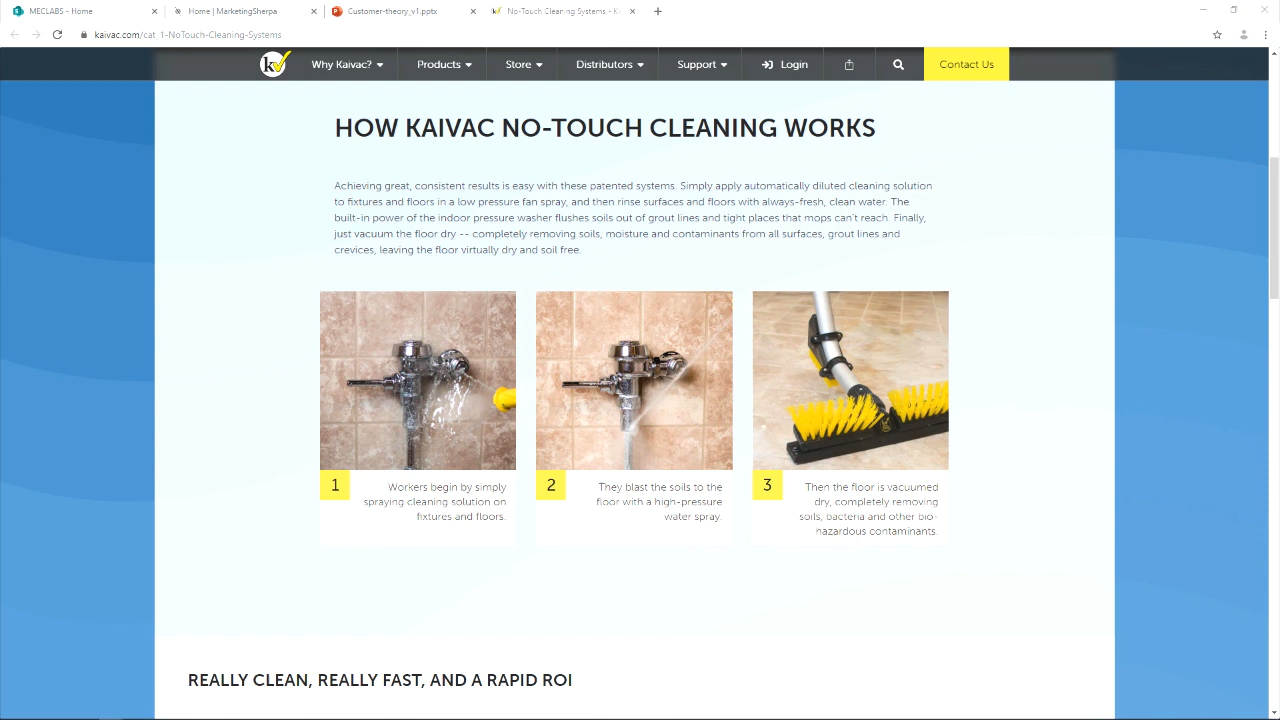 MECLABS - Home
Home | MarketingSherpa
Customer-theory_v1.pptx
No-Touch Cleaning Systems - K
kaivac.com/cat_1-NoTouch-Cleaning-Systems
kv Why Kaivac? Products Store Distributors Support Login Contact Us
HOW KAIVAC NO-TOUCH CLEANING WORKS
Achieving great, consistent results is easy with these patented systems. Simply apply automatically diluted cleaning solution
to fixtures and floors in a low pressure fan spray, and then rinse surfaces and floors with always-fresh, clean water. The
built-in power of the indoor pressure washer flushes soils out of grout lines and tight places that mops can't reach. Finally,
just vacuum the floor dry -- completely removing soils, moisture and contaminants from all surfaces, grout lines and
crevices, leaving the floor virtually dry and soil free.
1
Workers begin by simply
spraying cleaning solution on
fixtures and floors.
2
They blast the soils to the
floor with a high-pressure
water spray.
3
Then the floor is vacuumed
dry, completely removing
soils, bacteria and other bio-
hazardous contaminants.
REALLY CLEAN, REALLY FAST, AND A RAPID ROI